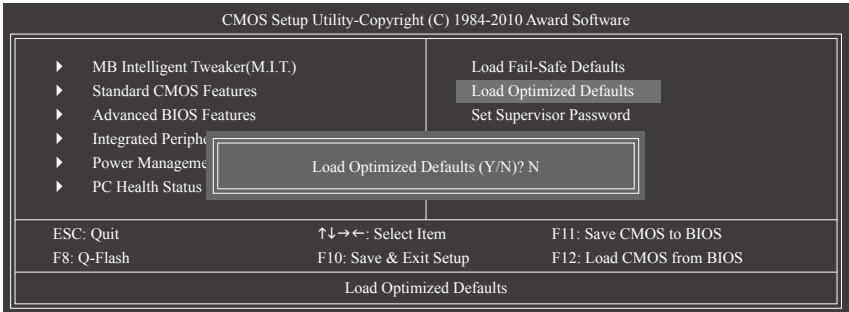 CMOS Setup Utility-Copyright (C) 1984-2010 Award Software
MB Intelligent Tweaker(M.I.T.)
Standard CMOS Features
Advanced BIOS Features
Integrated Periphe
Power Manageme
PC Health Status
Load Fail-Safe Defaults
Load Optimized Defaults
Set Supervisor Password
Load Optimized Defaults (Y/N)? N
ESC: Quit
↑↓→←: Select Item
F11: Save CMOS to BIOS
F8: Q-Flash
F10: Save & Exit Setup
F12: Load CMOS from BIOS
Load Optimized Defaults